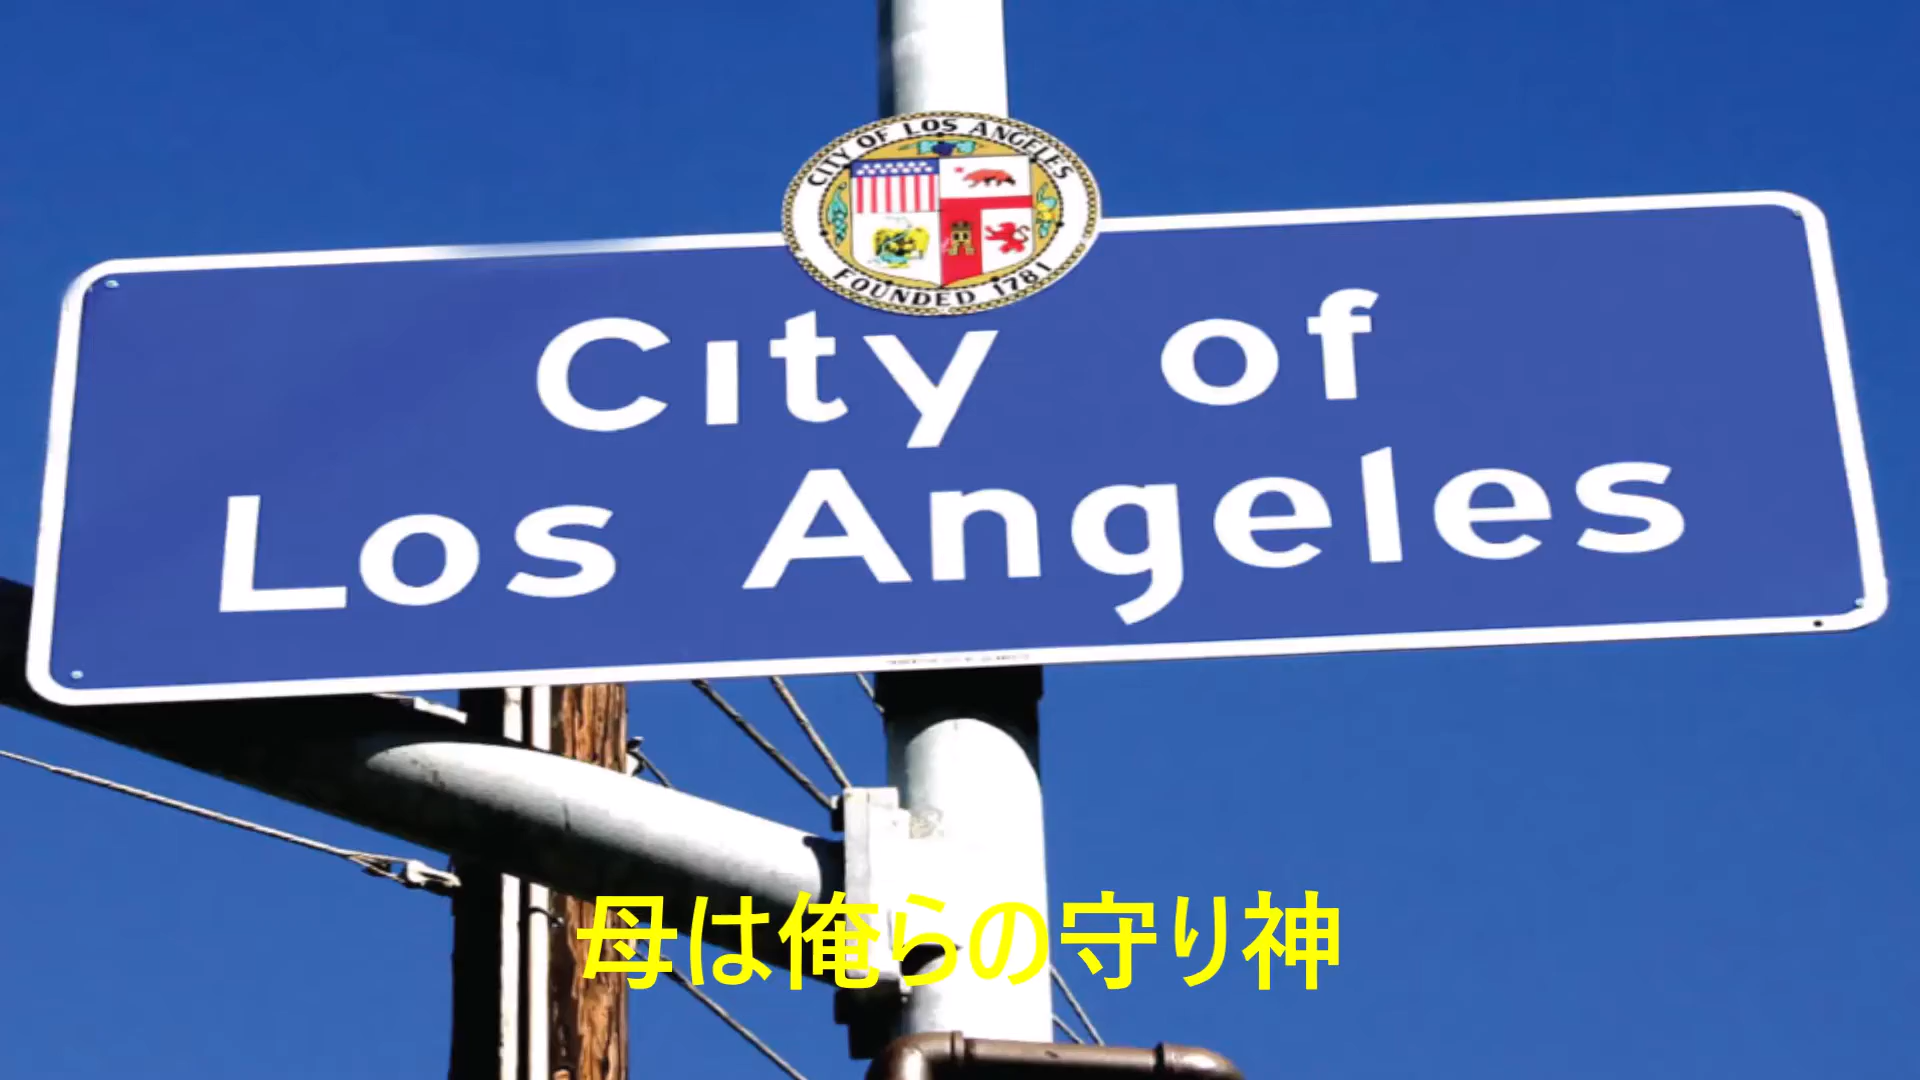 CITY OF LOS ANGELES
FOUNDED 1781
City of
Los Angeles
母は俺らの守り神